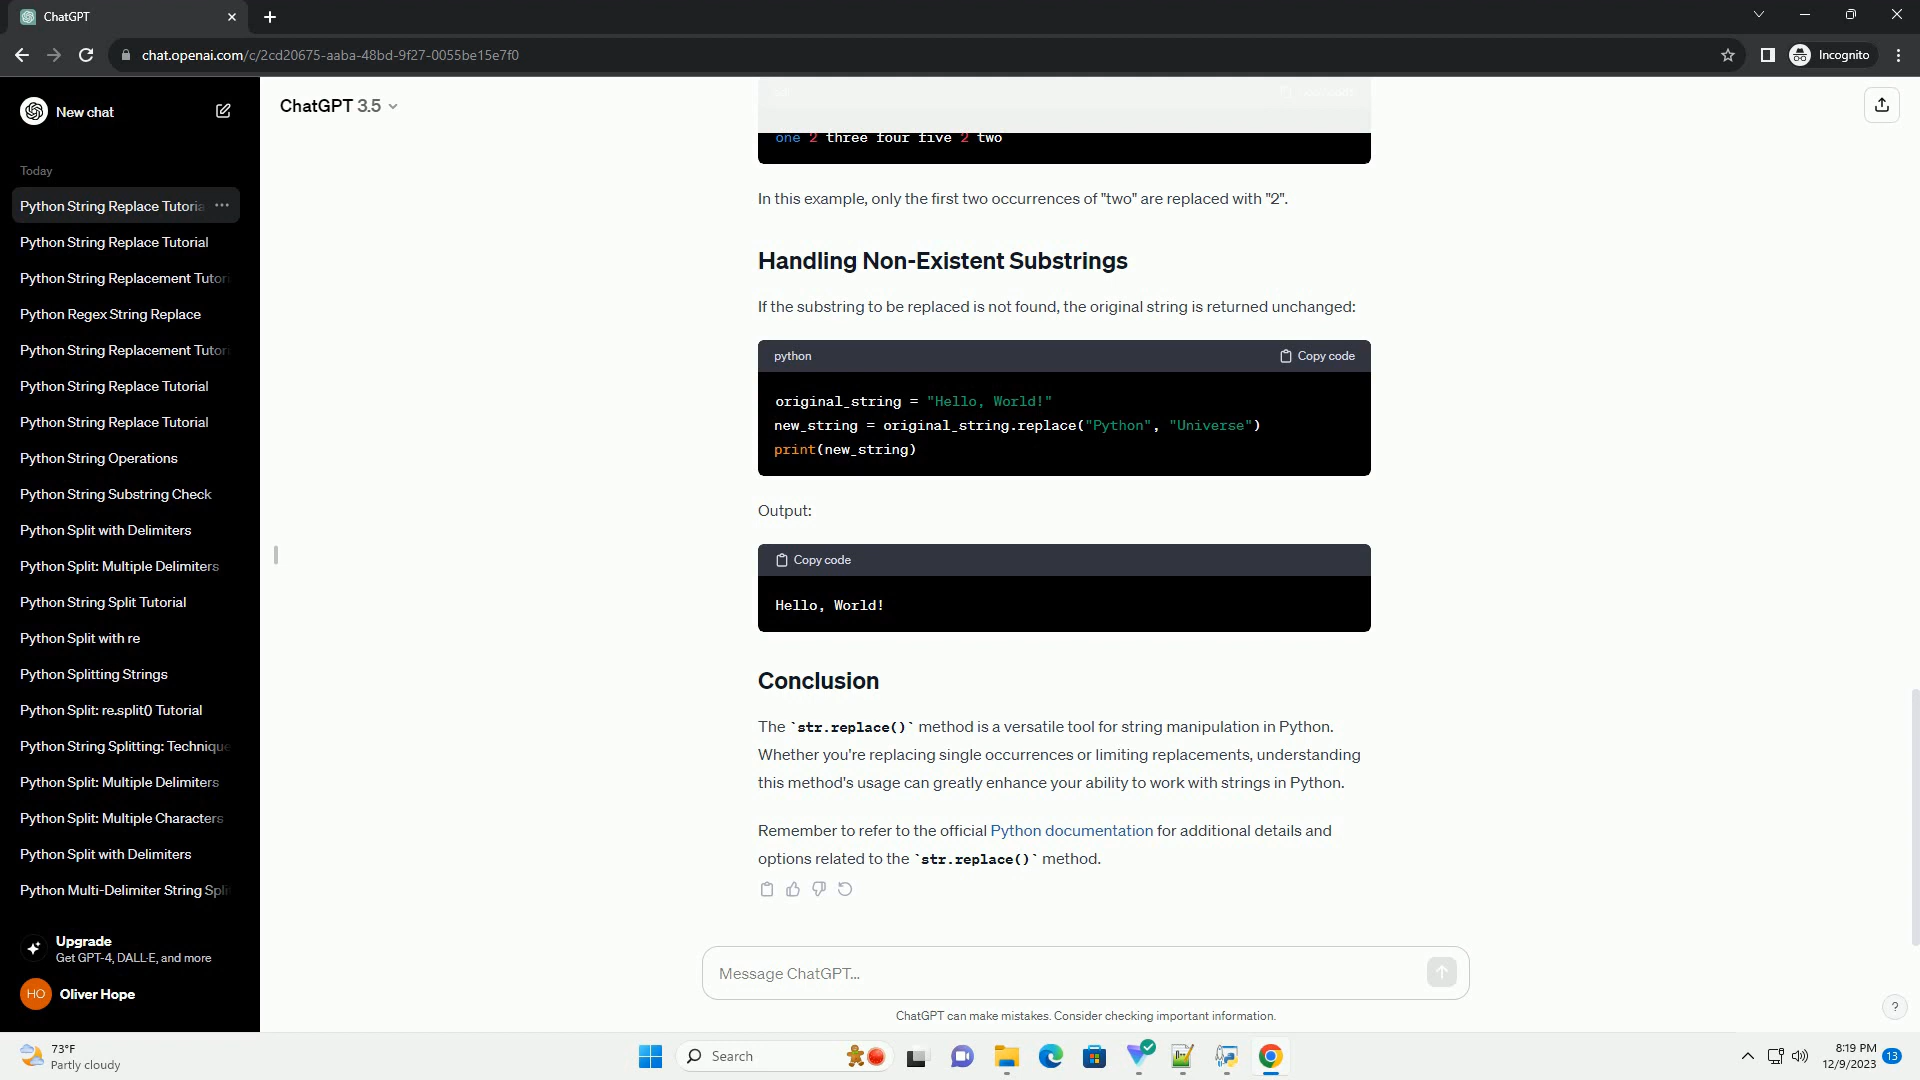 ChatGPT
chat.openai.com/c/2cd20675-aaba-48bd-9f27-0055be15e7f0
Incognito
New chat
ChatGPT 3.5
Today
Python String Replace Tutoria
Python String Replace Tutorial
Python String Replacement Tutori
Python Regex String Replace
Python String Replacement Tutori
Python String Replace Tutorial
Python String Replace Tutorial
Python String Operations
Python String Substring Check
Python Split with Delimiters
Python Split: Multiple Delimiters
Python String Split Tutorial
Python Split with re
Python Splitting Strings
Python Split: re.split() Tutorial
Python String Splitting: Technique
Python Split: Multiple Delimiters
Python Split: Multiple Characters
Python Split with Delimiters
Python Multi-Delimiter String Spli
Upgrade
Get GPT-4, DALL·E, and more
HO
Oliver Hope
one 2 three four five 2 two
In this example, only the first two occurrences of "two" are replaced with "2".
Handling Non-Existent Substrings
If the substring to be replaced is not found, the original string is returned unchanged:
python
Copy code
original_string = "Hello, World!"
new_string = original_string.replace("Python", "Universe")
print(new_string)
Output:
Copy code
Hello, World!
Conclusion
The `str.replace()` method is a versatile tool for string manipulation in Python.
Whether you're replacing single occurrences or limiting replacements, understanding
this method's usage can greatly enhance your ability to work with strings in Python.
Remember to refer to the official Python documentation for additional details and
options related to the `str.replace()` method.
Message ChatGPT...
ChatGPT can make mistakes. Consider checking important information.
?
73°F
Partly cloudy
Search
8:19 PM
12/9/2023
13